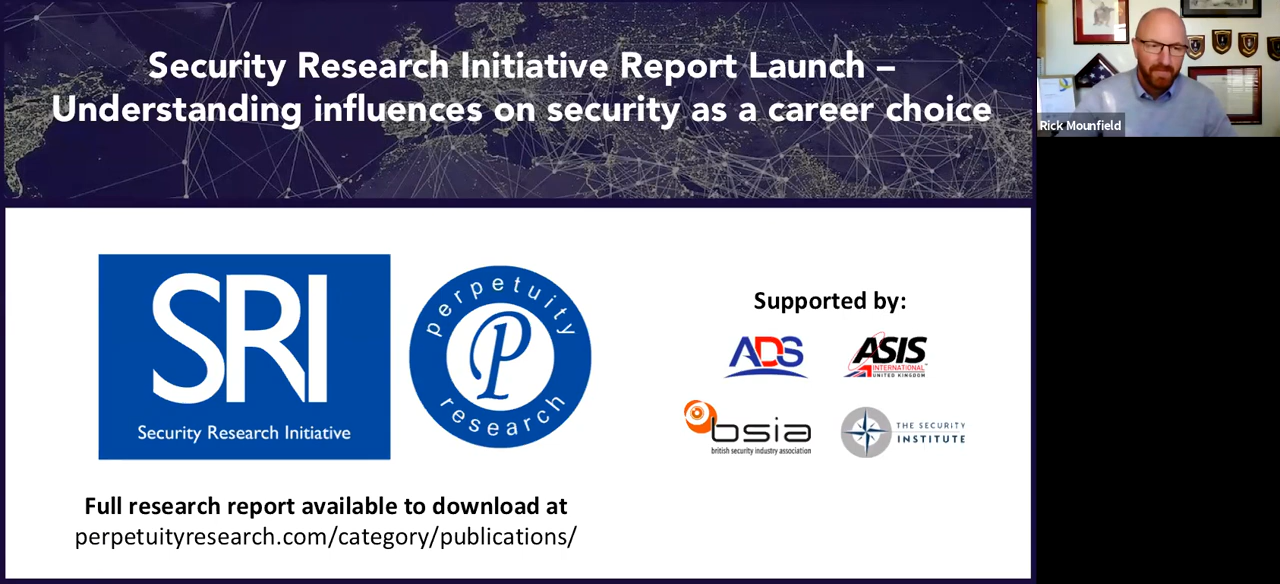 Security Research Initiative Report Launch –
Understanding influences on security as a career choice
Rick Mounfield
SRI
Security Research Initiative
perpetuity
P
research
Supported by:
ADS
ASIS
INTERNATIONAL
UNITED KINGDOM
bsia
british security industry association
THE SECURITY
INSTITUTE
Full research report available to download at
perpetuityresearch.com/category/publications/